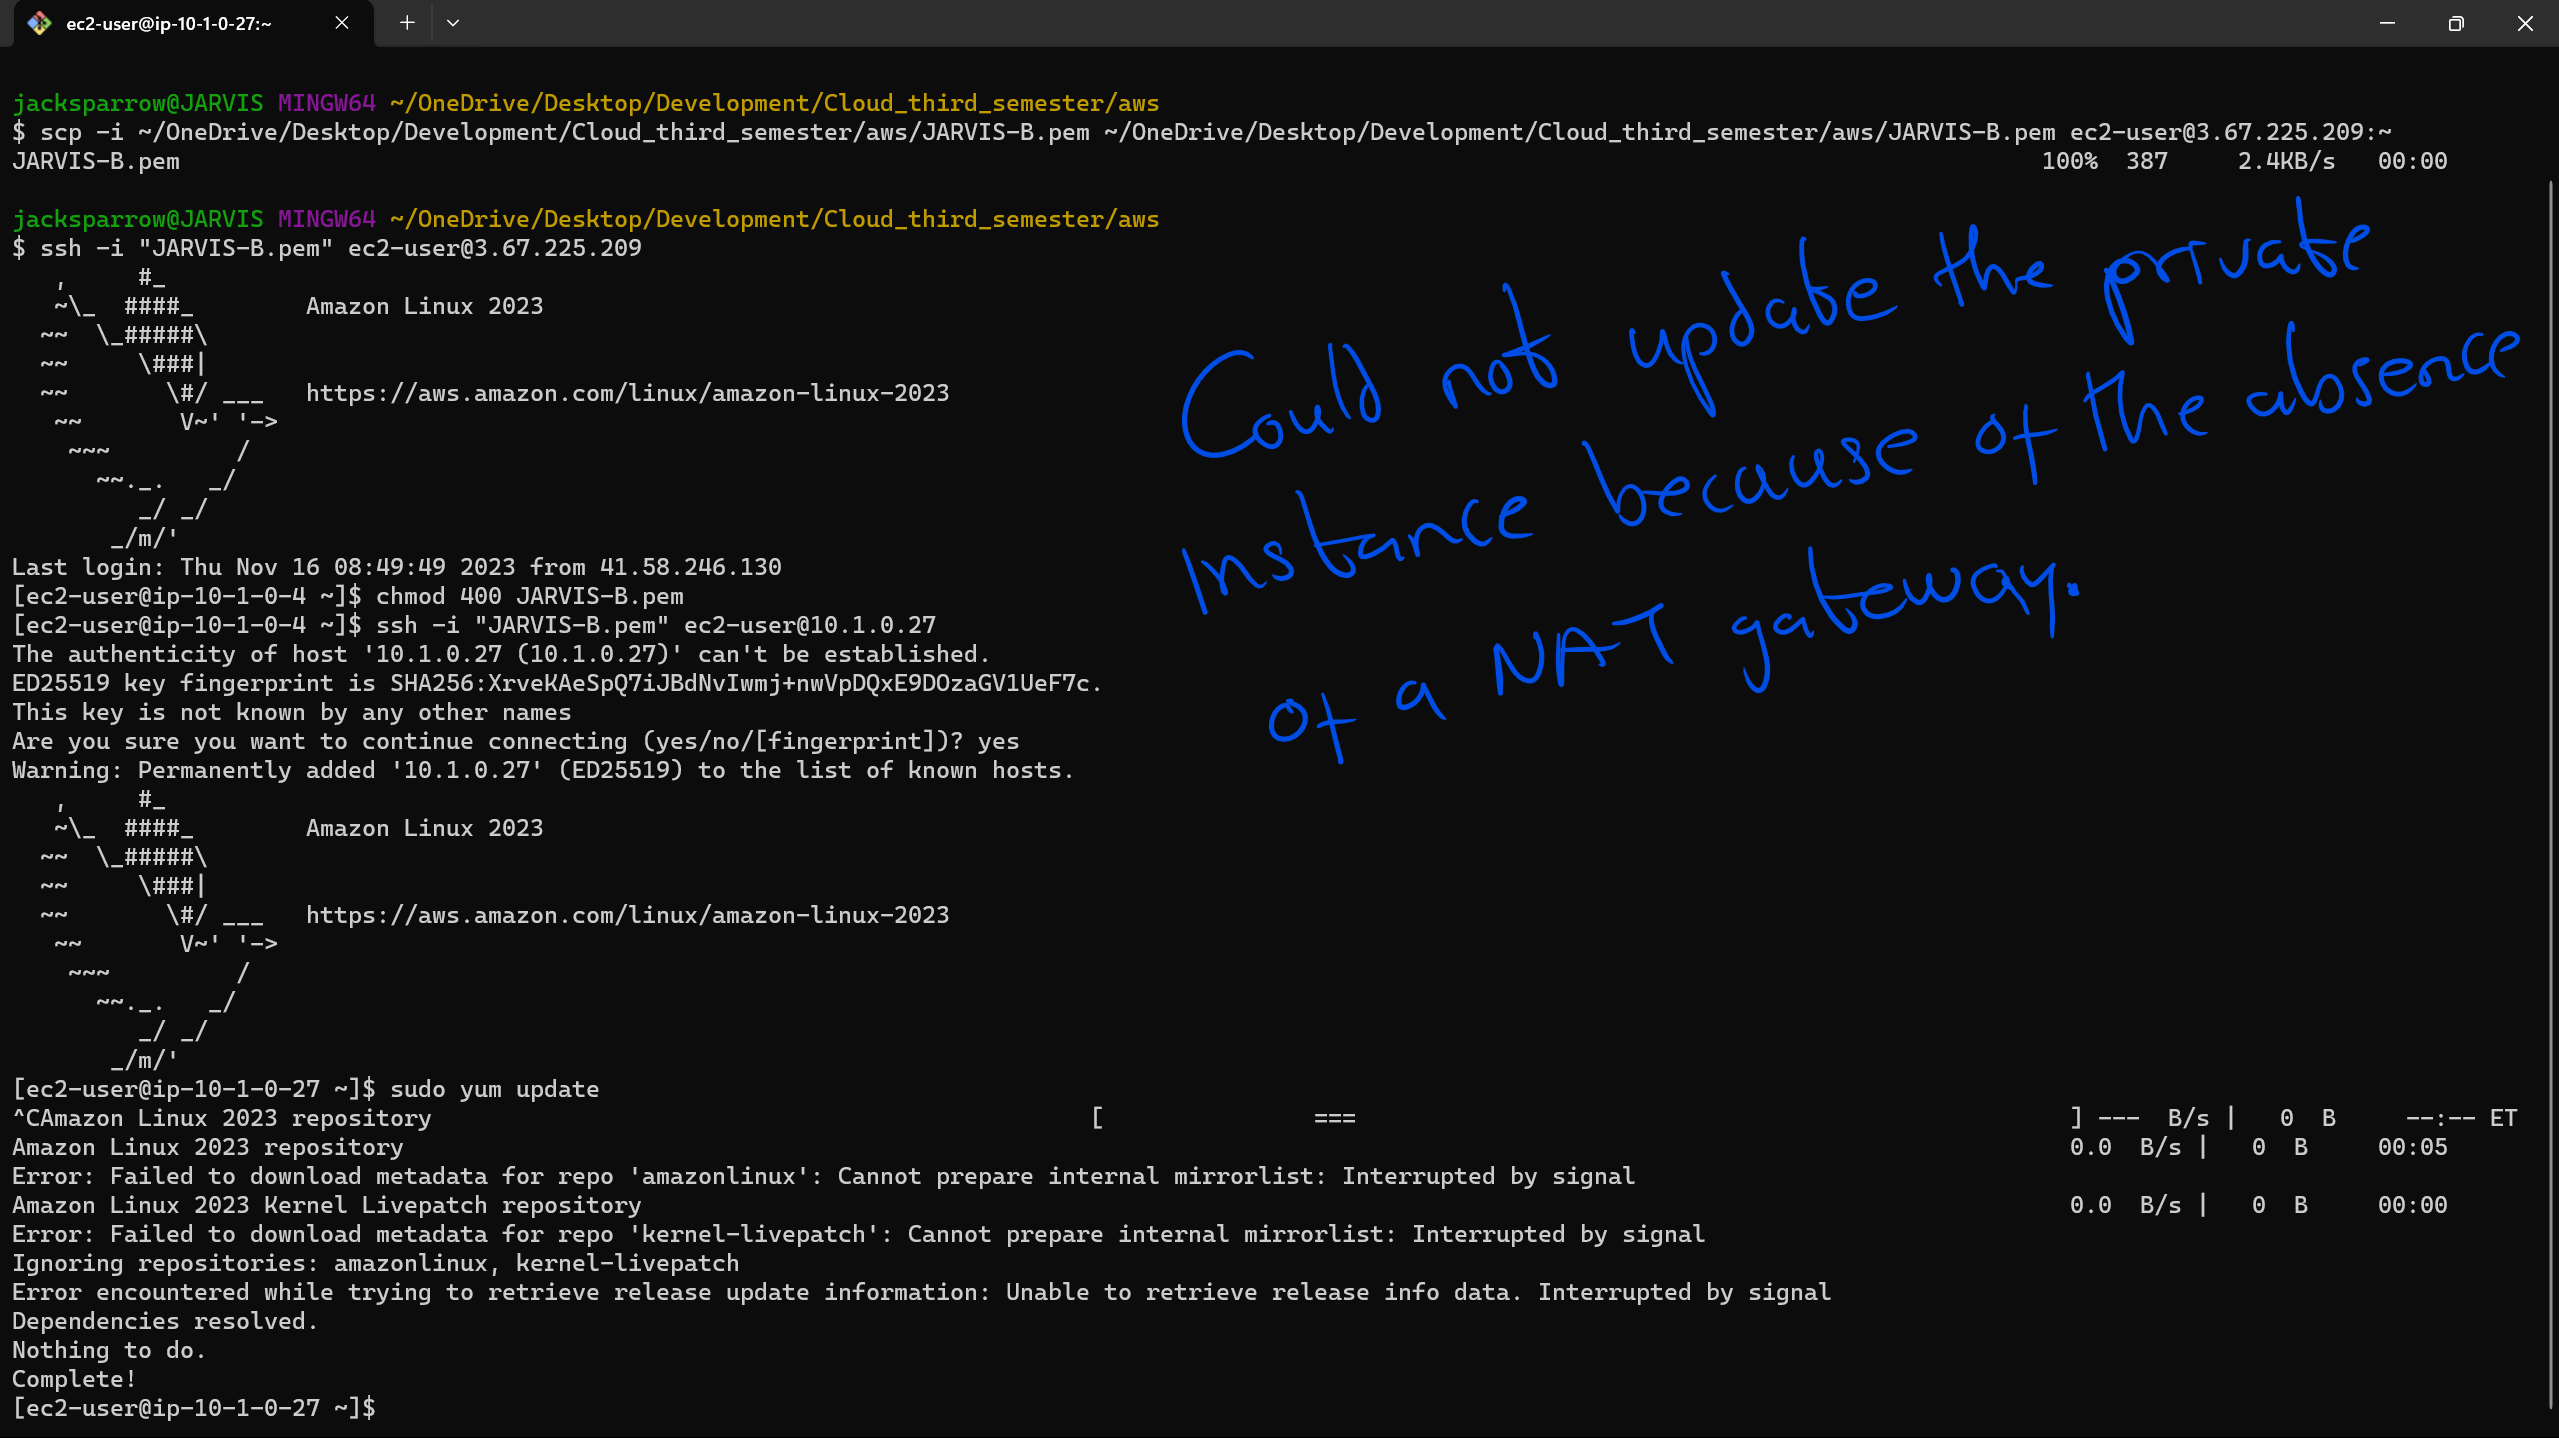 ec2-user@ip-10-1-0-27:~
jacksparrow@JARVIS MINGW64 ~/OneDrive/Desktop/Development/Cloud_third_semester/aws
$ scp -i ~/OneDrive/Desktop/Development/Cloud_third_semester/aws/JARVIS-B.pem ~/OneDrive/Desktop/Development/Cloud_third_semester/aws/JARVIS-B.pem ec2-user@3.67.225.209:~
JARVIS-B.pem 100% 387 2.4KB/s 00:00
jacksparrow@JARVIS MINGW64 ~/OneDrive/Desktop/Development/Cloud_third_semester/aws
$ ssh -i "JARVIS-B.pem" ec2-user@3.67.225.209
   ,     #_
   ~\_  ####_        Amazon Linux 2023
  ~~  \_#####\
  ~~     \###|
  ~~       \#/ ___   https://aws.amazon.com/linux/amazon-linux-2023
   ~~       V~' '->
    ~~~         /
      ~~._.   _/
         _/ _/
       _/m/'
Last login: Thu Nov 16 08:49:49 2023 from 41.58.246.130
[ec2-user@ip-10-1-0-4 ~]$ chmod 400 JARVIS-B.pem
[ec2-user@ip-10-1-0-4 ~]$ ssh -i "JARVIS-B.pem" ec2-user@10.1.0.27
The authenticity of host '10.1.0.27 (10.1.0.27)' can't be established.
ED25519 key fingerprint is SHA256:XrveKAeSpQ7iJBdNvIwmj+nwVpDQxE9DOzaGV1UeF7c.
This key is not known by any other names
Are you sure you want to continue connecting (yes/no/[fingerprint])? yes
Warning: Permanently added '10.1.0.27' (ED25519) to the list of known hosts.
   ,     #_
   ~\_  ####_        Amazon Linux 2023
  ~~  \_#####\
  ~~     \###|
  ~~       \#/ ___   https://aws.amazon.com/linux/amazon-linux-2023
   ~~       V~' '->
    ~~~         /
      ~~._.   _/
         _/ _/
       _/m/'
[ec2-user@ip-10-1-0-27 ~]$ sudo yum update
^CAmazon Linux 2023 repository [ === ] --- B/s | 0 B --:-- ET
Amazon Linux 2023 repository 0.0 B/s | 0 B 00:05
Error: Failed to download metadata for repo 'amazonlinux': Cannot prepare internal mirrorlist: Interrupted by signal
Amazon Linux 2023 Kernel Livepatch repository 0.0 B/s | 0 B 00:00
Error: Failed to download metadata for repo 'kernel-livepatch': Cannot prepare internal mirrorlist: Interrupted by signal
Ignoring repositories: amazonlinux, kernel-livepatch
Error encountered while trying to retrieve release update information: Unable to retrieve release info data. Interrupted by signal
Dependencies resolved.
Nothing to do.
Complete!
[ec2-user@ip-10-1-0-27 ~]$
Could not update the private
Instance because of the absence
of a NAT gateway.